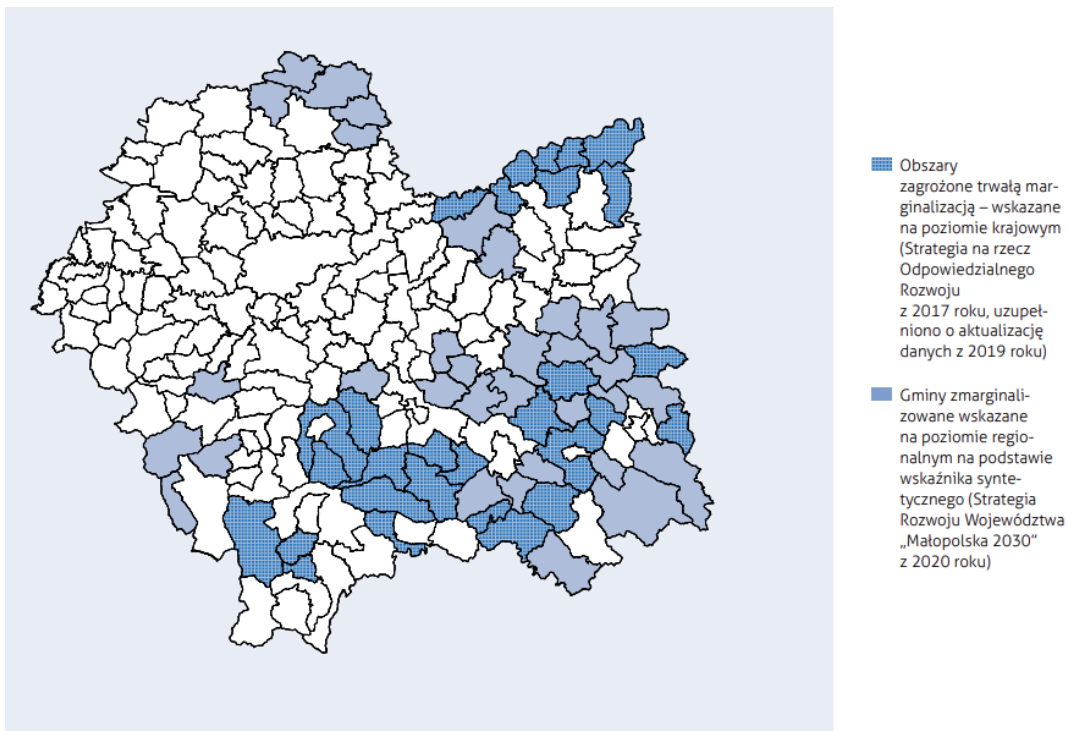 Obszary
zagrożone trwałą mar-
ginalizacją – wskazane
na poziomie krajowym
(Strategia na rzecz
Odpowiedzialnego
Rozwoju
z 2017 roku, uzupeł-
niono o aktualizację
danych z 2019 roku)
Gminy zmarginali-
zowane wskazane
na poziomie regio-
nalnym na podstawie
wskaźnika synte-
tycznego (Strategia
Rozwoju Województwa
„Małopolska 2030”
z 2020 roku)